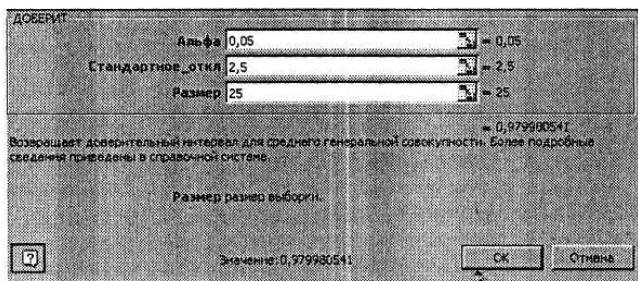 ДОВЕРИТ
Альфа 0,05 = 0,05
Стандартное_откл 2,5 = 2,5
Размер 25 = 25
= 0,979980541
Возвращает доверительный интервал для среднего генеральной совокупности. Более подробные
сведения приведены в справочной системе.
Размер размер выборки.
? Значение:0,979980541 ОК Отмена